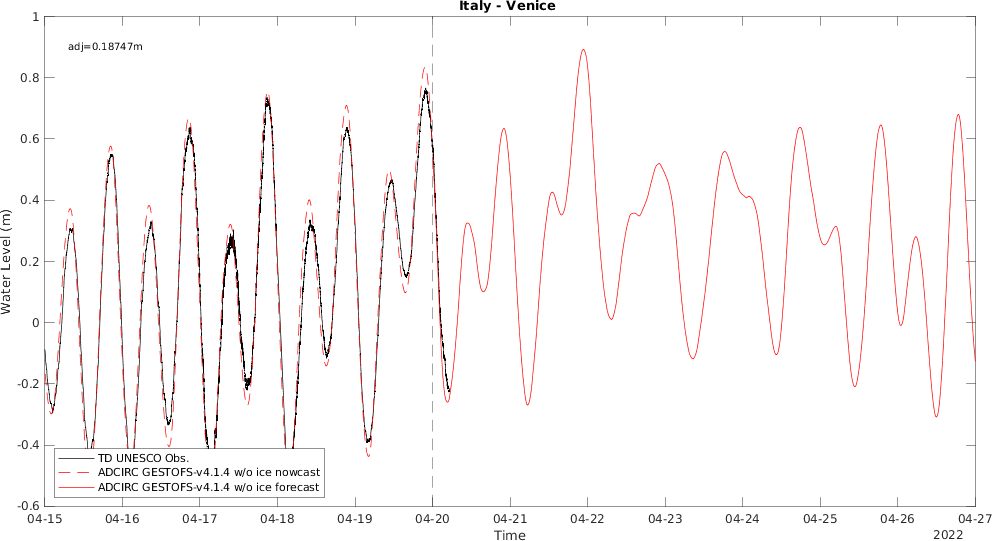 Italy - Venice
1
adj=0.18747m
0.8
0.6
0.4
0.2
0
-0.2
-0.4
-0.6
Water Level (m)
TD UNESCO Obs.
ADCIRC GESTOFS-v4.1.4 w/o ice nowcast
ADCIRC GESTOFS-v4.1.4 w/o ice forecast
04-15 04-16 04-17 04-18 04-19 04-20 04-21 04-22 04-23 04-24 04-25 04-26 04-27
Time
2022